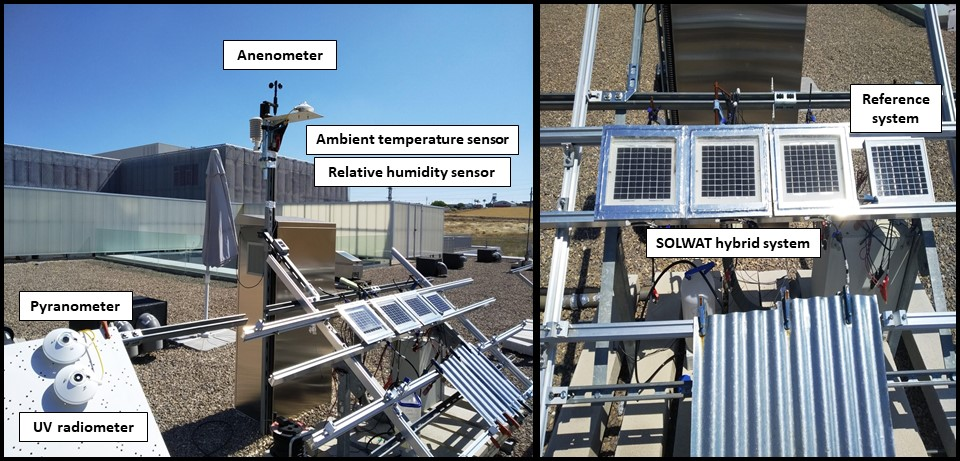 Anenometer
Ambient temperature sensor
Relative humidity sensor
Pyranometer
UV radiometer
Reference
system
SOLWAT hybrid system